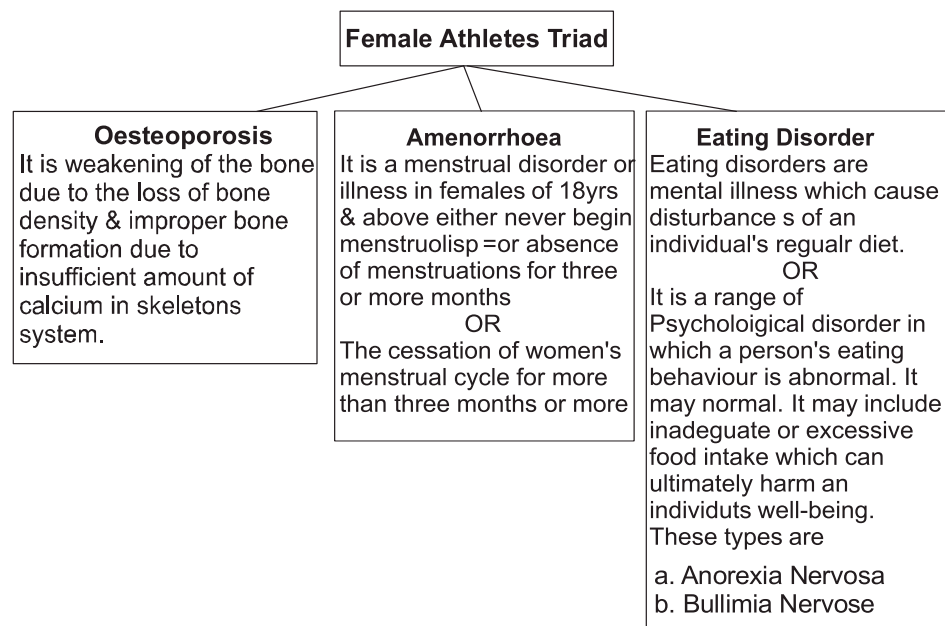 Female Athletes Triad
Oesteoporosis
It is weakening of the bone
due to the loss of bone
density & improper bone
formation due to
insufficient amount of
calcium in skeletons
system.
Amenorrhoea
It is a menstrual disorder or
illness in females of 18yrs
& above either never begin
menstruolisp =or absence
of menstruations for three
or more months
OR
The cessation of women's
menstrual cycle for more
than three months or more
Eating Disorder
Eating disorders are
mental illness which cause
disturbance s of an
individual's regualr diet.
OR
It is a range of
Psycholoigical disorder in
which a person's eating
behaviour is abnormal. It
may normal. It may include
inadeguate or excessive
food intake which can
ultimately harm an
individuts well-being.
These types are
a. Anorexia Nervosa
b. Bullimia Nervose